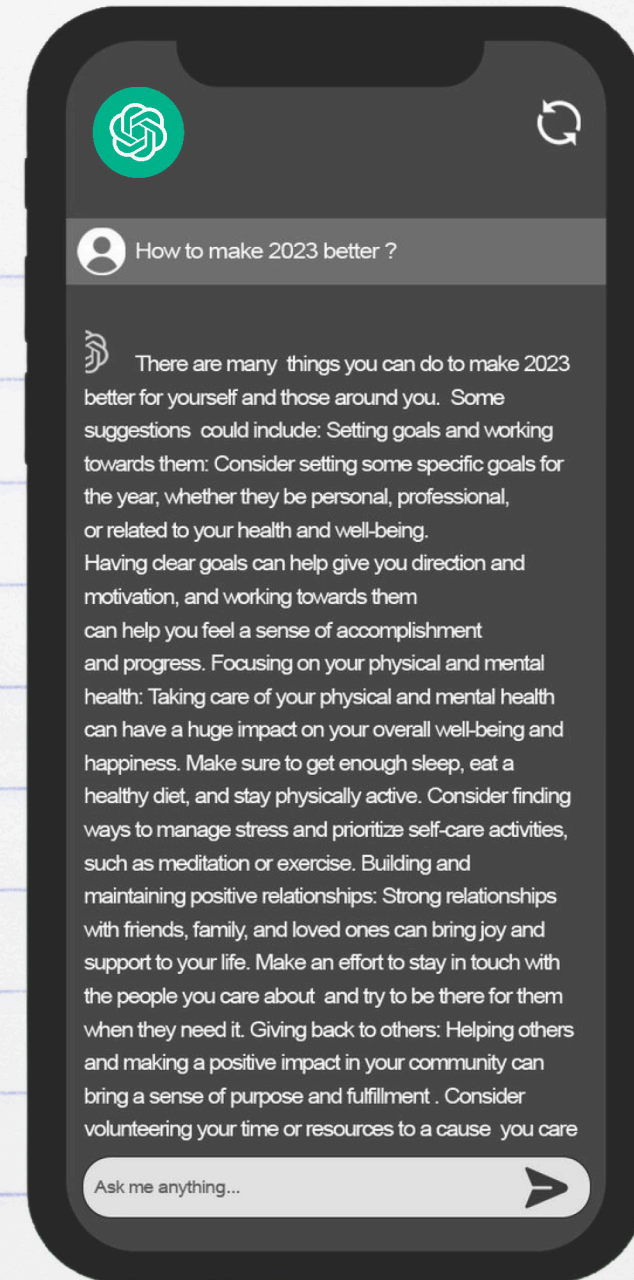 How to make 2023 better ?
There are many things you can do to make 2023
better for yourself and those around you. Some
suggestions could include: Setting goals and working
towards them: Consider setting some specific goals for
the year, whether they be personal, professional,
or related to your health and well-being.
Having clear goals can help give you direction and
motivation, and working towards them
can help you feel a sense of accomplishment
and progress. Focusing on your physical and mental
health: Taking care of your physical and mental health
can have a huge impact on your overall well-being and
happiness. Make sure to get enough sleep, eat a
healthy diet, and stay physically active. Consider finding
ways to manage stress and prioritize self-care activities,
such as meditation or exercise. Building and
maintaining positive relationships: Strong relationships
with friends, family, and loved ones can bring joy and
support to your life. Make an effort to stay in touch with
the people you care about and try to be there for them
when they need it. Giving back to others: Helping others
and making a positive impact in your community can
bring a sense of purpose and fulfillment . Consider
volunteering your time or resources to a cause you care
Ask me anything...